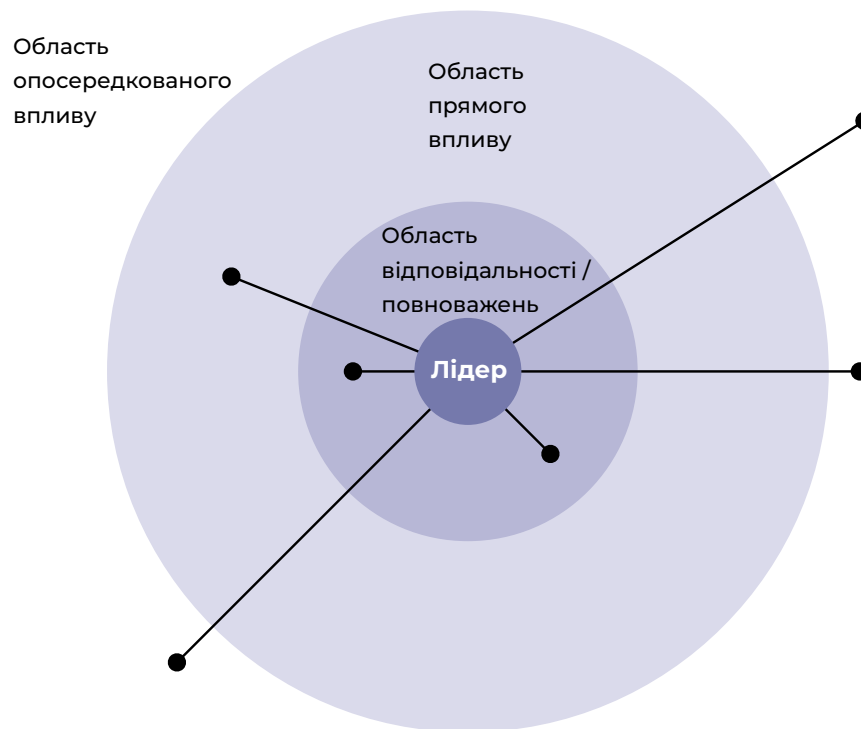 Область
опосередкованого
впливу
Область
прямого
впливу
Область
відповідальності /
повноважень
Лідер